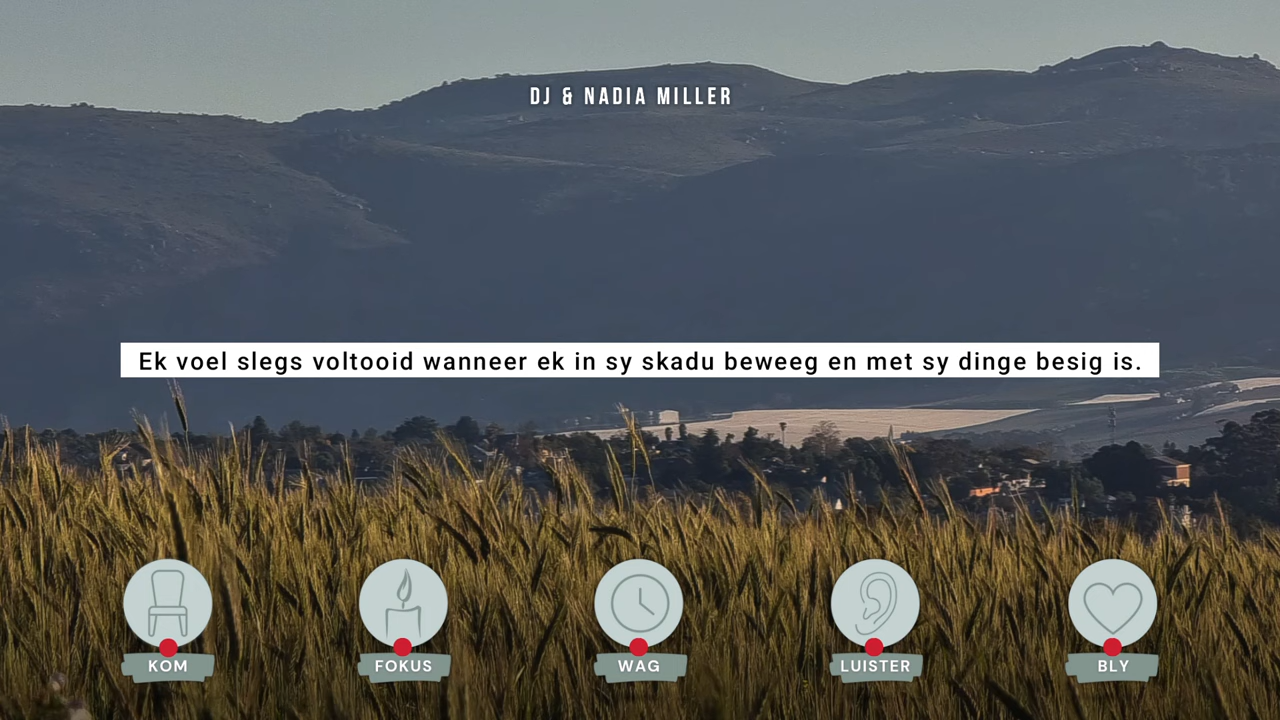 DJ & NADIA MILLER
Ek voel slegs voltooid wanneer ek in sy skadu beweeg en met sy dinge besig is.
KOM
FOKUS
WAG
LUISTER
BLY